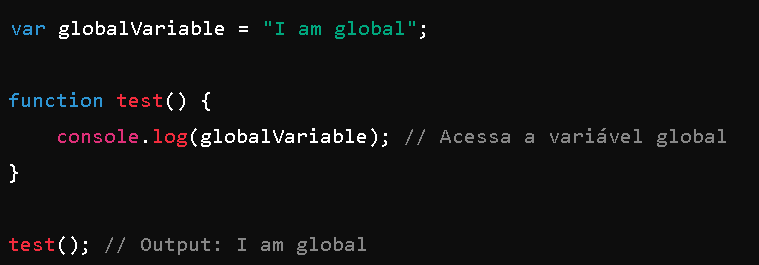 var globalVariable = "I am global";
function test() {
    console.log(globalVariable); // Acessa a variável global
}
test(); // Output: I am global